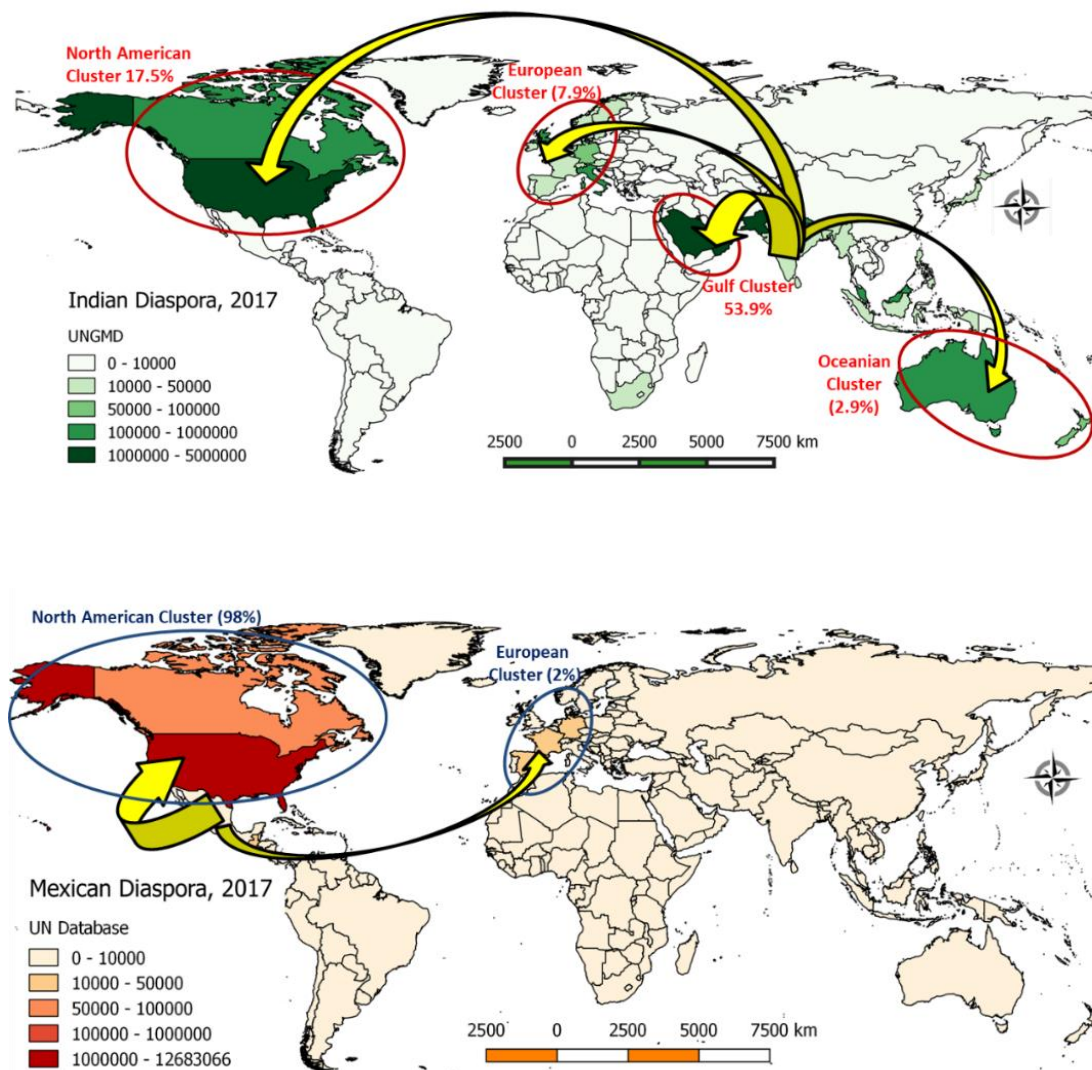 North American
Cluster 17.5%
European
Cluster (7.9%)
Gulf Cluster
53.9%
Oceanian
Cluster
(2.9%)
Indian Diaspora, 2017
UNGMD
0 - 10000
10000 - 50000
50000 - 100000
100000 - 1000000
1000000 - 5000000
2500 0 2500 5000 7500 km
North American Cluster (98%)
European
Cluster (2%)
Mexican Diaspora, 2017
UN Database
0 - 10000
10000 - 50000
50000 - 100000
100000 - 1000000
1000000 - 12683066
2500 0 2500 5000 7500 km